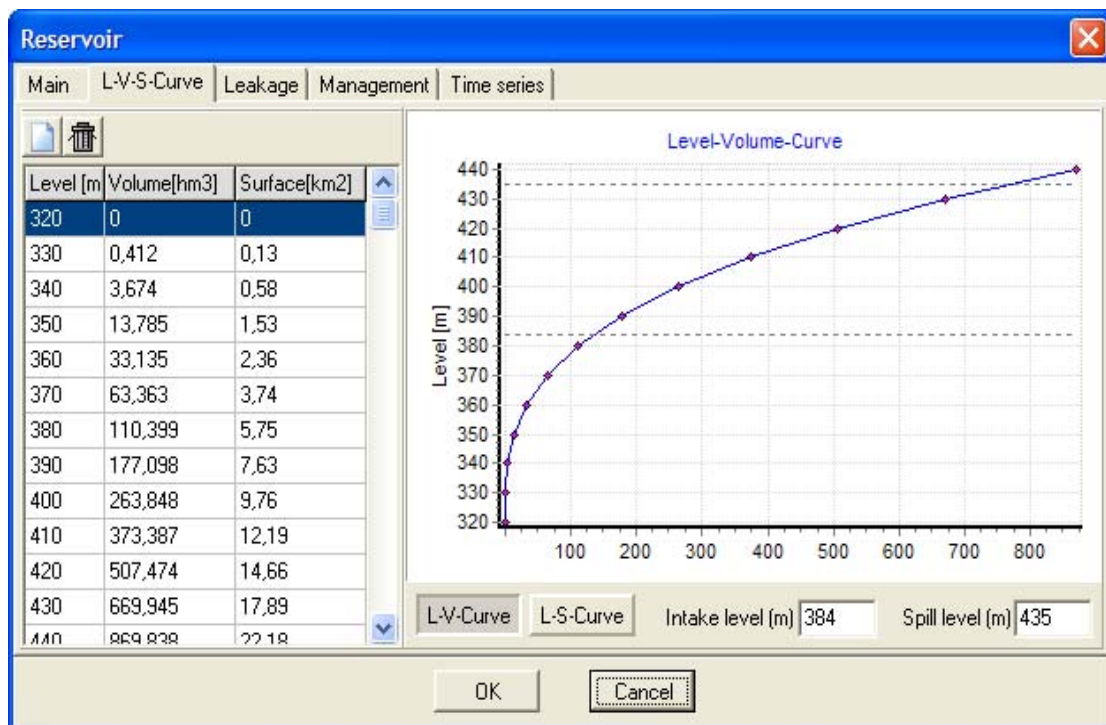 Reservoir
Main L-V-S-Curve Leakage Management Time series
Level [m Volume[hm3] Surface[km2]
320 0 0
330 0,412 0,13
340 3,674 0,58
350 13,785 1,53
360 33,135 2,36
370 63,363 3,74
380 110,399 5,75
390 177,098 7,63
400 263,848 9,76
410 373,387 12,19
420 507,474 14,66
430 669,945 17,89
440 869,838 22,18
Level-Volume-Curve
Level [m]
440
430
420
410
400
390
380
370
360
350
340
330
320
100 200 300 400 500 600 700 800
L-V-Curve L-S-Curve Intake level (m) 384 Spill level (m) 435
OK Cancel